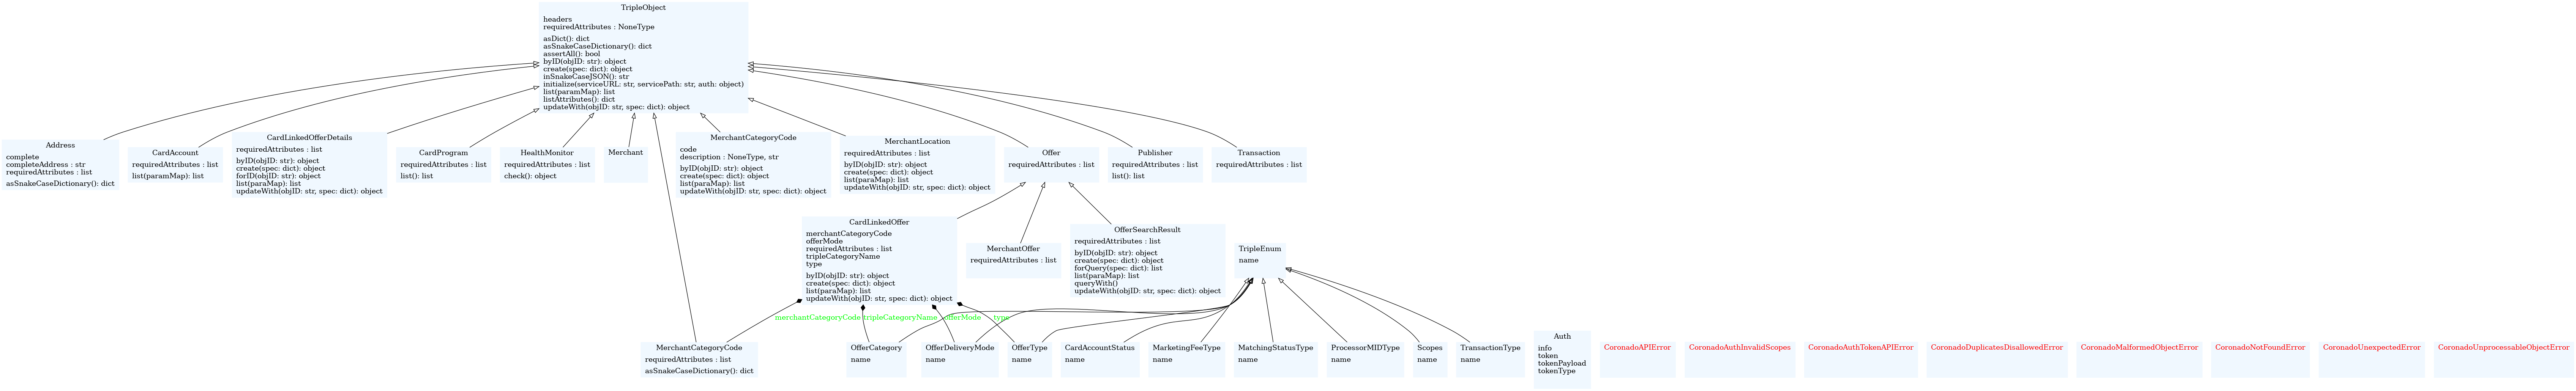 TripleObject
headers
requiredAttributes : NoneType
asDict(): dict
asSnakeCaseDictionary(): dict
assertAll(): bool
byID(objID: str): object
create(spec: dict): object
inSnakeCaseJSON(): str
initialize(serviceURL: str, servicePath: str, auth: object)
list(paramMap): list
listAttributes(): dict
updateWith(objID: str, spec: dict): object
Address
complete
completeAddress : str
requiredAttributes : list
asSnakeCaseDictionary(): dict
CardAccount
requiredAttributes : list
list(paramMap): list
CardLinkedOfferDetails
requiredAttributes : list
byID(objID: str): object
create(spec: dict): object
forID(objID: str): object
list(paraMap): list
updateWith(objID: str, spec: dict): object
CardProgram
requiredAttributes : list
list(): list
HealthMonitor
requiredAttributes : list
check(): object
Merchant
MerchantCategoryCode
code
description : NoneType, str
byID(objID: str): object
create(spec: dict): object
list(paraMap): list
updateWith(objID: str, spec: dict): object
MerchantLocation
requiredAttributes : list
byID(objID: str): object
create(spec: dict): object
list(paraMap): list
updateWith(objID: str, spec: dict): object
Offer
requiredAttributes : list
Publisher
requiredAttributes : list
list(): list
Transaction
requiredAttributes : list
CardLinkedOffer
merchantCategoryCode
offerMode
requiredAttributes : list
tripleCategoryName
type
byID(objID: str): object
create(spec: dict): object
list(paraMap): list
updateWith(objID: str, spec: dict): object
MerchantOffer
requiredAttributes : list
OfferSearchResult
requiredAttributes : list
byID(objID: str): object
create(spec: dict): object
forQuery(spec: dict): list
list(paraMap): list
queryWith()
updateWith(objID: str, spec: dict): object
TripleEnum
name
merchantCategoryCode
tripleCategoryName
offerMode
type
MerchantCategoryCode
requiredAttributes : list
asSnakeCaseDictionary(): dict
OfferCategory
name
OfferDeliveryMode
name
OfferType
name
CardAccountStatus
name
MarketingFeeType
name
MatchingStatusType
name
ProcessorMIDType
name
Scopes
name
TransactionType
name
Auth
info
token
tokenPayload
tokenType
CoronadoAPIError
CoronadoAuthInvalidScopes
CoronadoAuthTokenAPIError
CoronadoDuplicatesDisallowedError
CoronadoMalformedObjectError
CoronadoNotFoundError
CoronadoUnexpectedError
CoronadoUnprocessableObjectError